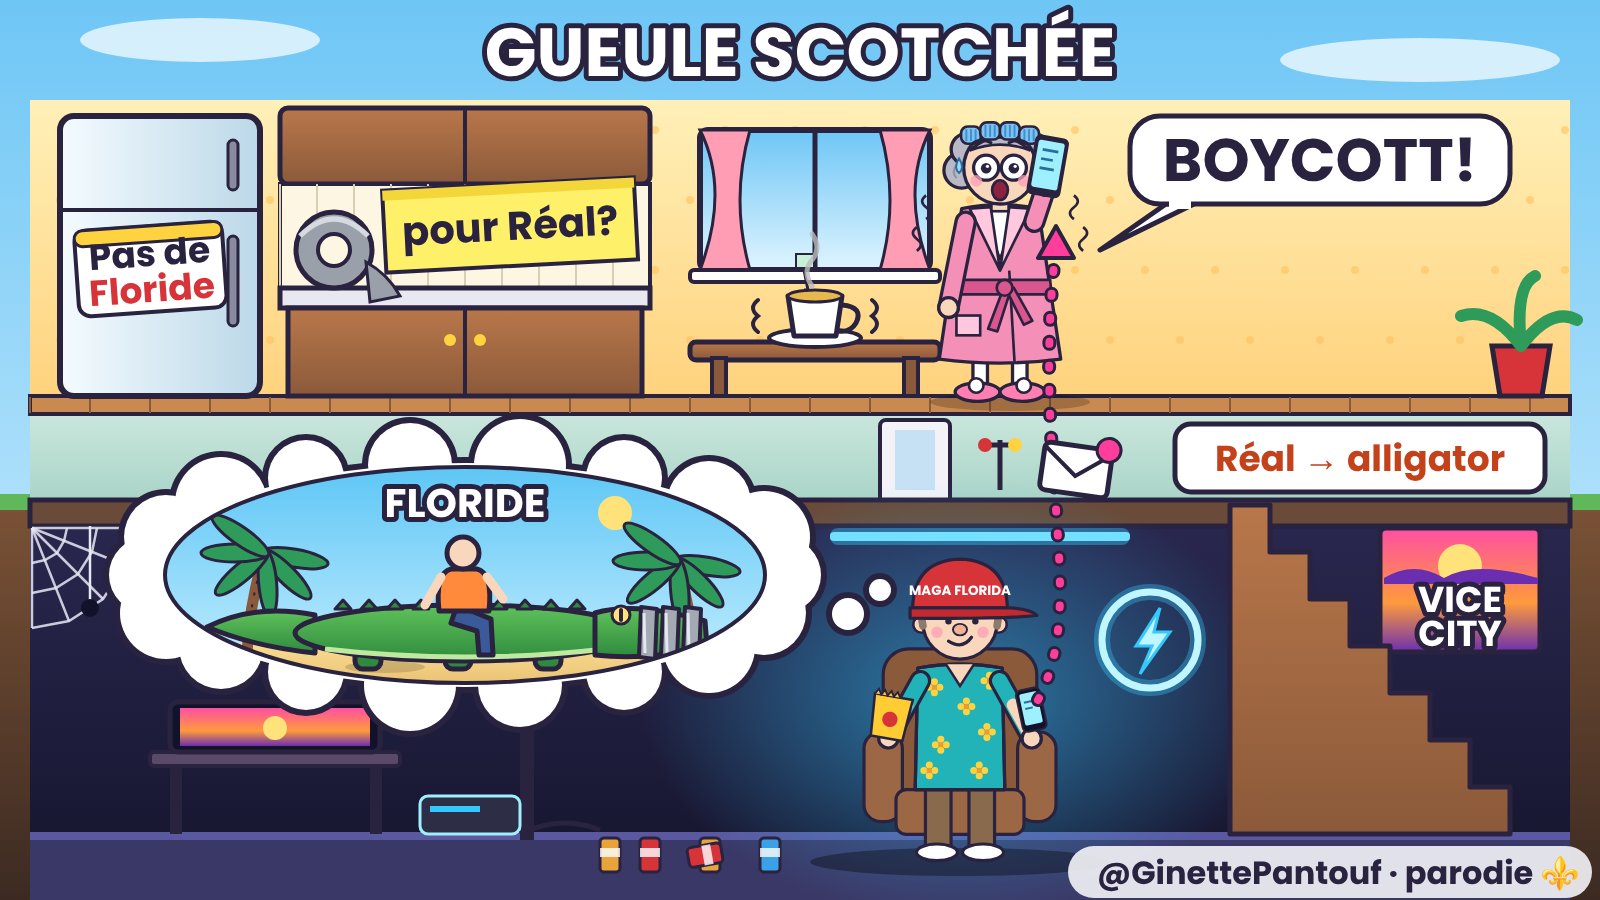 GUEULE SCOTCHÉE
BOYCOTT!
pour Réal?
Pas de
Floride
Réal → alligator
FLORIDE
MAGA FLORIDA
VICE
CITY
@GinettePantouf · parodie ⚜️